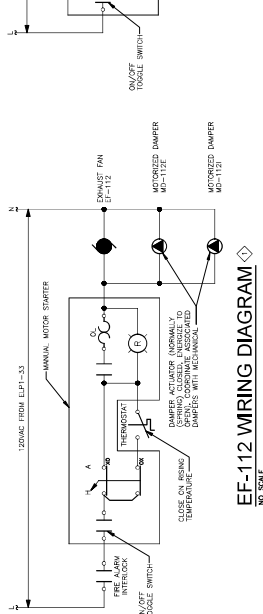 ON/OFF
TOGGLE SWITCH
L
L
120VAC FROM ELP1-33
N
MANUAL MOTOR STARTER
FIRE ALARM
INTERLOCK
ON/OFF
TOGGLE SWITCH
H
A
XO
OX
OL
R
THERMOSTAT
CLOSE ON RISING
TEMPERATURE
EXHAUST FAN
EF-112
MOTORIZED DAMPER
MD-112E
MOTORIZED DAMPER
MD-112I
DAMPER ACTUATOR (NORMALLY
(SPRING) CLOSED, ENERGIZE TO
OPEN). COORDINATE ASSOCIATED
DAMPERS WITH MECHANICAL
EF-112 WIRING DIAGRAM
NO SCALE